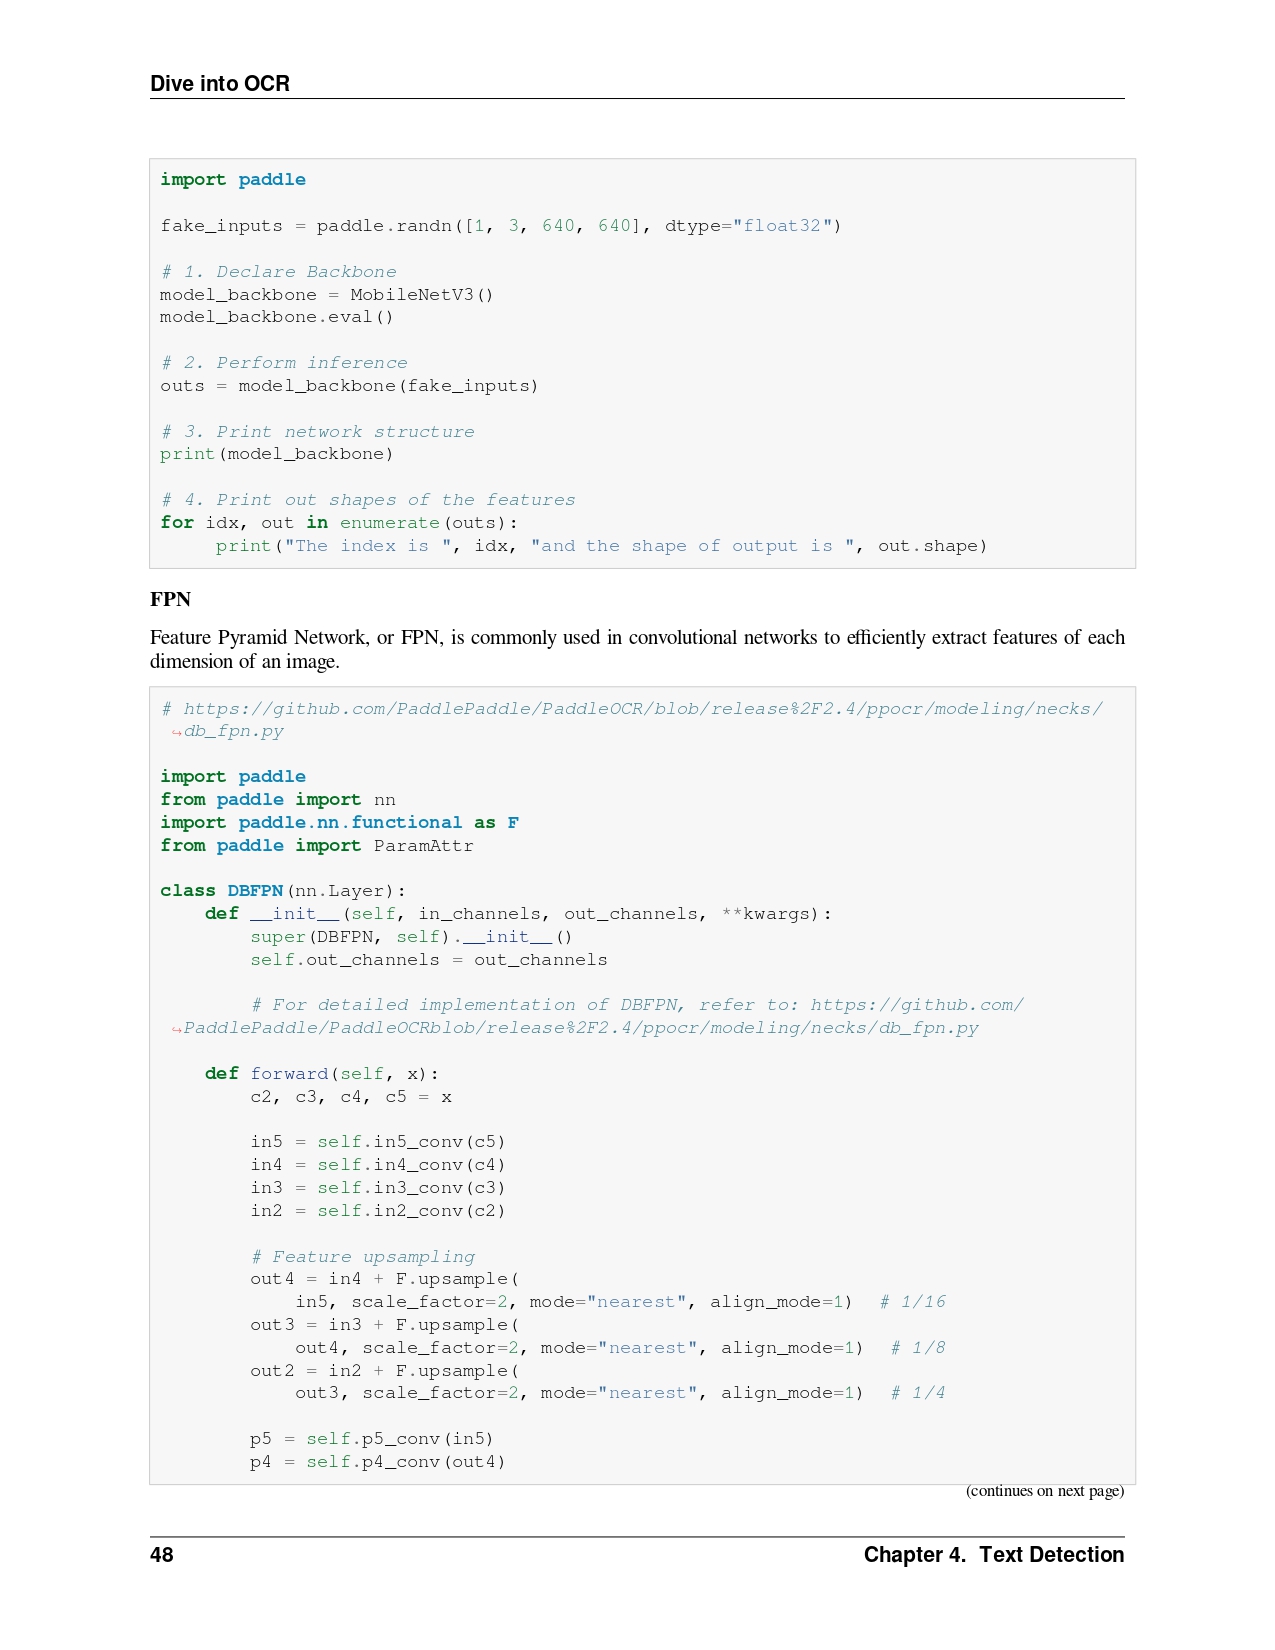 Dive into OCR
import paddle
fake_inputs = paddle.randn([1, 3, 640, 640], dtype="float32")
# 1. Declare Backbone
model_backbone = MobileNetV3()
model_backbone.eval()
# 2. Perform inference
outs = model_backbone(fake_inputs)
# 3. Print network structure
print(model_backbone)
# 4. Print out shapes of the features
for idx, out in enumerate(outs):
     print("The index is ", idx, "and the shape of output is ", out.shape)
FPN
Feature Pyramid Network, or FPN, is commonly used in convolutional networks to efficiently extract features of each
dimension of an image.
# https://github.com/PaddlePaddle/PaddleOCR/blob/release%2F2.4/ppocr/modeling/necks/
↪db_fpn.py
import paddle
from paddle import nn
import paddle.nn.functional as F
from paddle import ParamAttr
class DBFPN(nn.Layer):
    def __init__(self, in_channels, out_channels, **kwargs):
        super(DBFPN, self).__init__()
        self.out_channels = out_channels
        # For detailed implementation of DBFPN, refer to: https://github.com/
↪PaddlePaddle/PaddleOCRblob/release%2F2.4/ppocr/modeling/necks/db_fpn.py
    def forward(self, x):
        c2, c3, c4, c5 = x
        in5 = self.in5_conv(c5)
        in4 = self.in4_conv(c4)
        in3 = self.in3_conv(c3)
        in2 = self.in2_conv(c2)
        # Feature upsampling
        out4 = in4 + F.upsample(
            in5, scale_factor=2, mode="nearest", align_mode=1)  # 1/16
        out3 = in3 + F.upsample(
            out4, scale_factor=2, mode="nearest", align_mode=1)  # 1/8
        out2 = in2 + F.upsample(
            out3, scale_factor=2, mode="nearest", align_mode=1)  # 1/4
        p5 = self.p5_conv(in5)
        p4 = self.p4_conv(out4)
(continues on next page)
48 Chapter 4. Text Detection